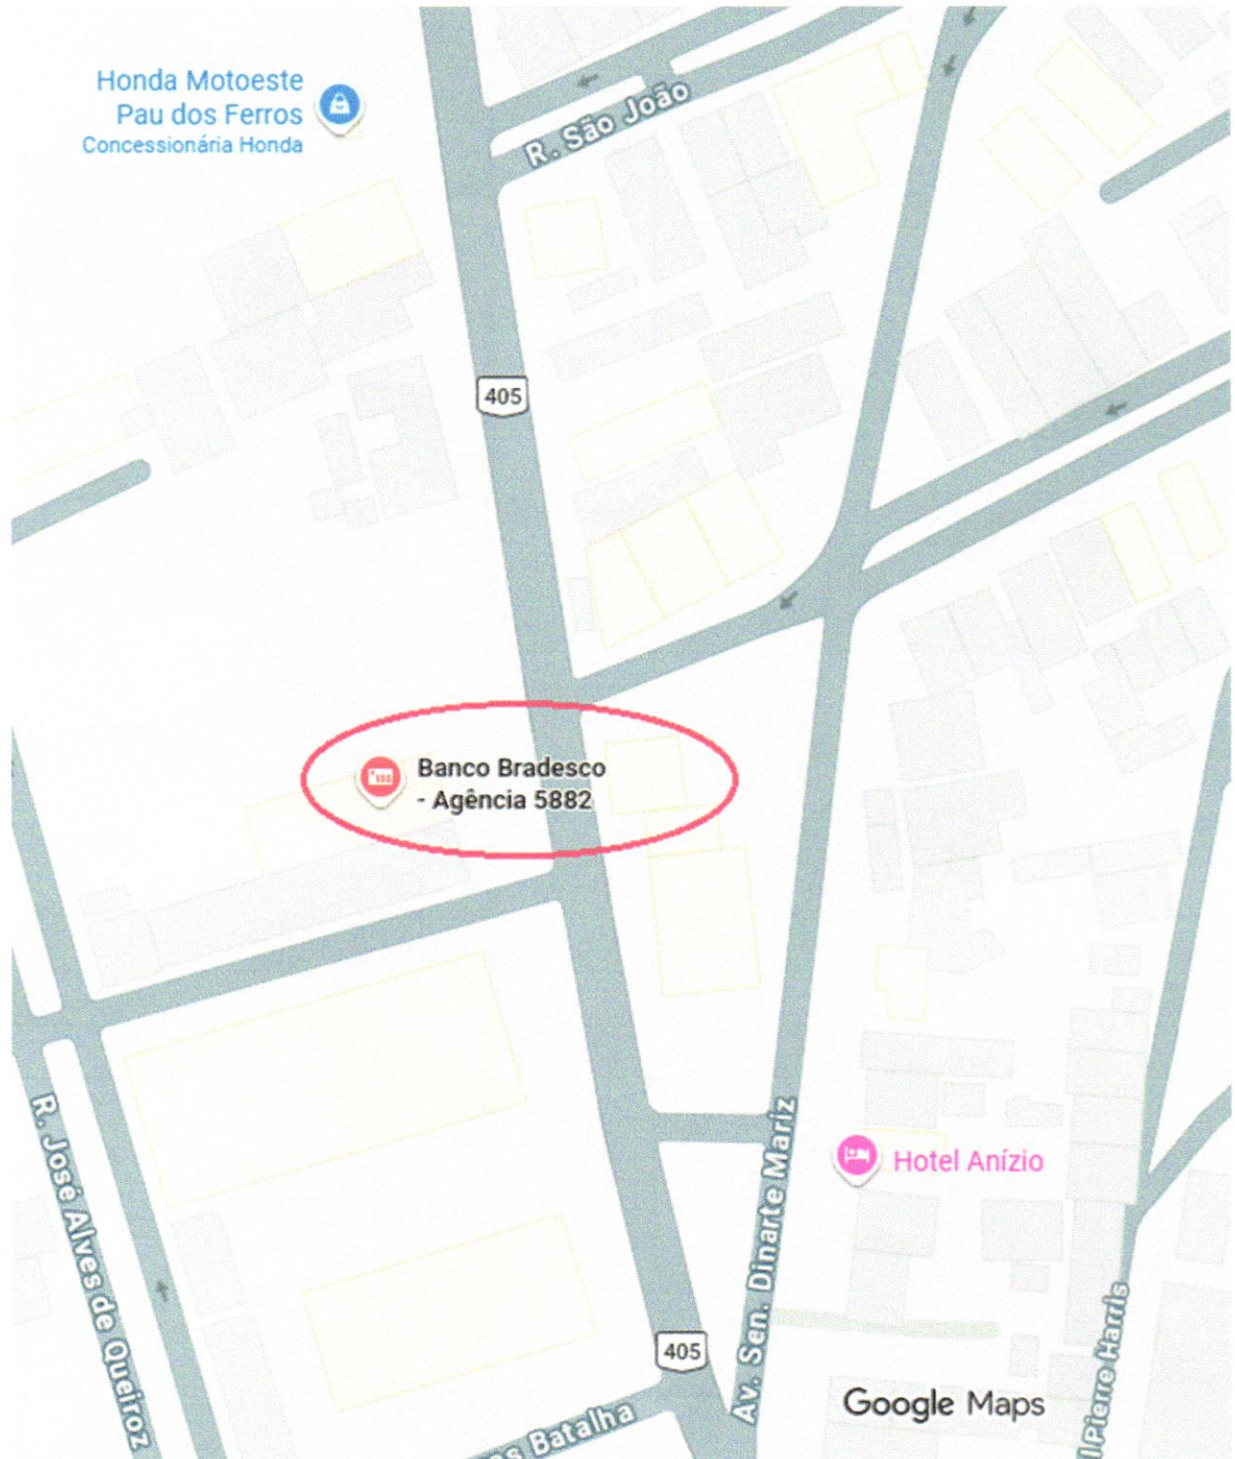 Honda Motoeste
Pau dos Ferros
Concessionária Honda
R. São João
405
Banco Bradesco
- Agência 5882
R. José Alves de Queiroz
Av. Sen. Dinarte Mariz
Hotel Anízio
405
Batalha
Pierre Harris
Google Maps